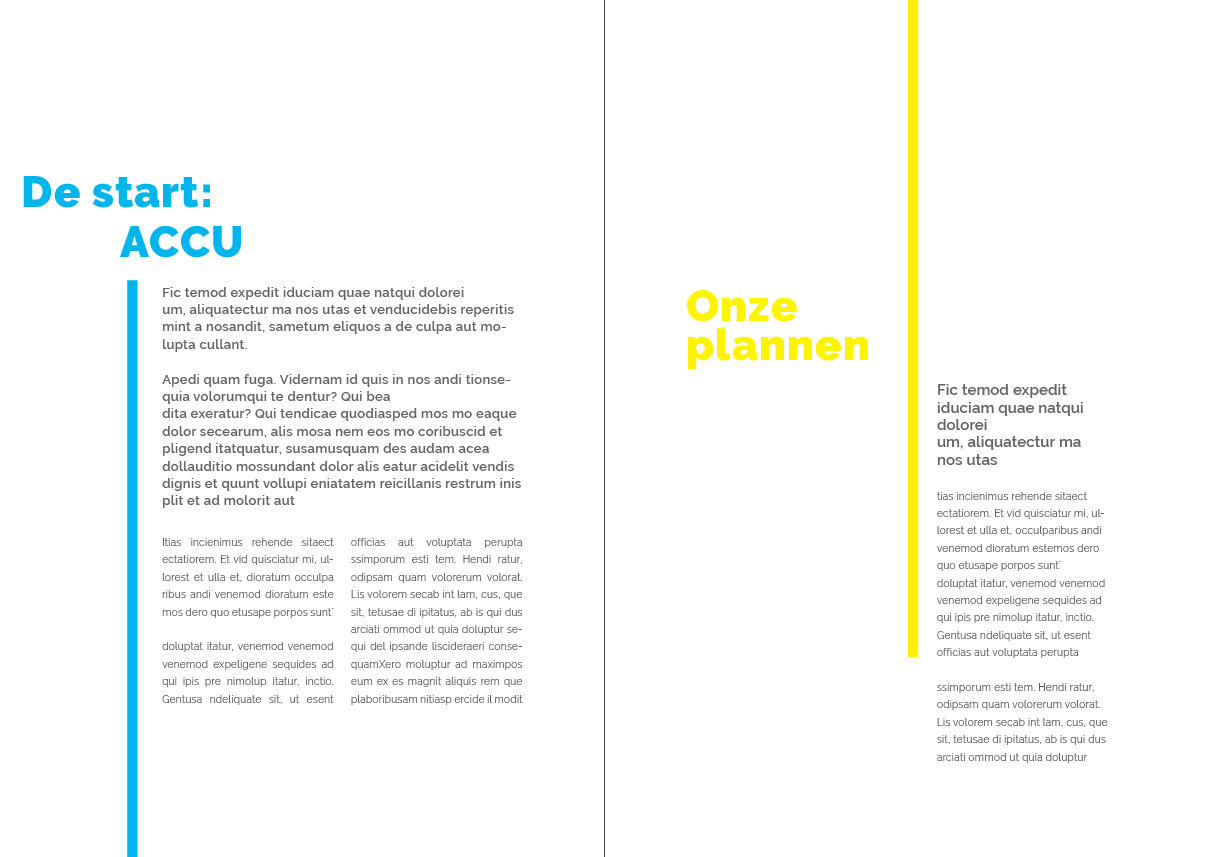 De start:
ACCU
Fic temod expedit iduciam quae natqui dolorei
um, aliquatectur ma nos utas et venducidebis reperitis
mint a nosandit, sametum eliquos a de culpa aut mo-
lupta cullant.
Apedi quam fuga. Videmam id quis in nos andi tionse-
quia volorumqui te dentur? Qui bea
dita exeratur? Qui tendicae quodiasped mos mo eaque
dolor secearum, alis mosa nem eos mo coribuscid et
pligend itatquatur, susamusquam des audam acea
dollauditio mossundant dolor alis eatur acidelit vendis
dignis et quunt vollupi eniatatem reicillanis restrum inis
plit et ad molorit aut
Itias incienimus rehende sitaect
ectatiorem. Et vid quisciatur mi, ul-
lorest et ulla et, dioratum occulpa
ribus andi venemod dioratum este
mos dero quo etusape porpos sunt'
doluptat itatur, venemod venemod
venemod expeligene sequides ad
qui ipis pre nimolup itatur, inctio.
Gentusa ndeliquate sit, ut esent
officias aut voluptata perupta
ssimporum esti tem. Hendi ratur,
odipsam quam volorerum volorat.
Lis volorem secab int lam, cus, que
sit, tetusae di ipitatus, ab is qui dus
arciati ommod ut quia doluptur se-
qui del ipsande liscideraeri conse-
quamXero moluptur ad maximpos
eum ex es magnit aliquis rem que
plaboribusam nitiasp ercide il modit
Onze
plannen
Fic temod expedit
iduciam quae natqui
dolorei
um, aliquatectur ma
nos utas
tias incienimus rehende sitaect
ectatiorem. Et vid quisciatur mi, ul-
lorest et ulla et, occulparibus andi
venemod dioratum estemos dero
quo etusape porpos sunt'
doluptat itatur, venemod venemod
venemod expeligene sequides ad
qui ipis pre nimolup itatur, inctio.
Gentusa ndeliquate sit, ut esent
officias aut voluptata perupta
ssimporum esti tem. Hendi ratur,
odipsam quam volorerum volorat.
Lis volorem secab int lam, cus, que
sit, tetusae di ipitatus, ab is qui dus
arciati ommod ut quia doluptur